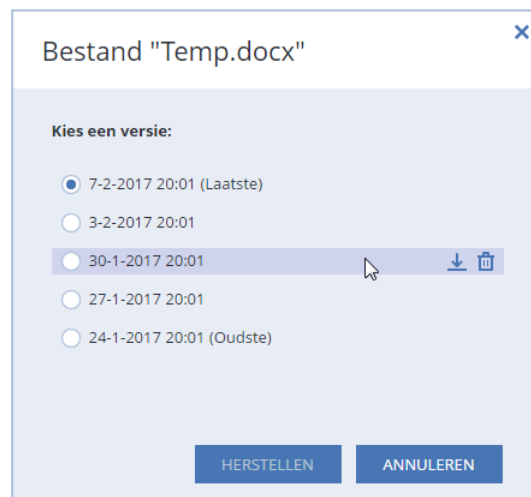 Bestand "Temp.docx"
Kies een versie:
7-2-2017 20:01 (Laatste)
3-2-2017 20:01
30-1-2017 20:01
27-1-2017 20:01
24-1-2017 20:01 (Oudste)
HERSTELLEN ANNULEREN